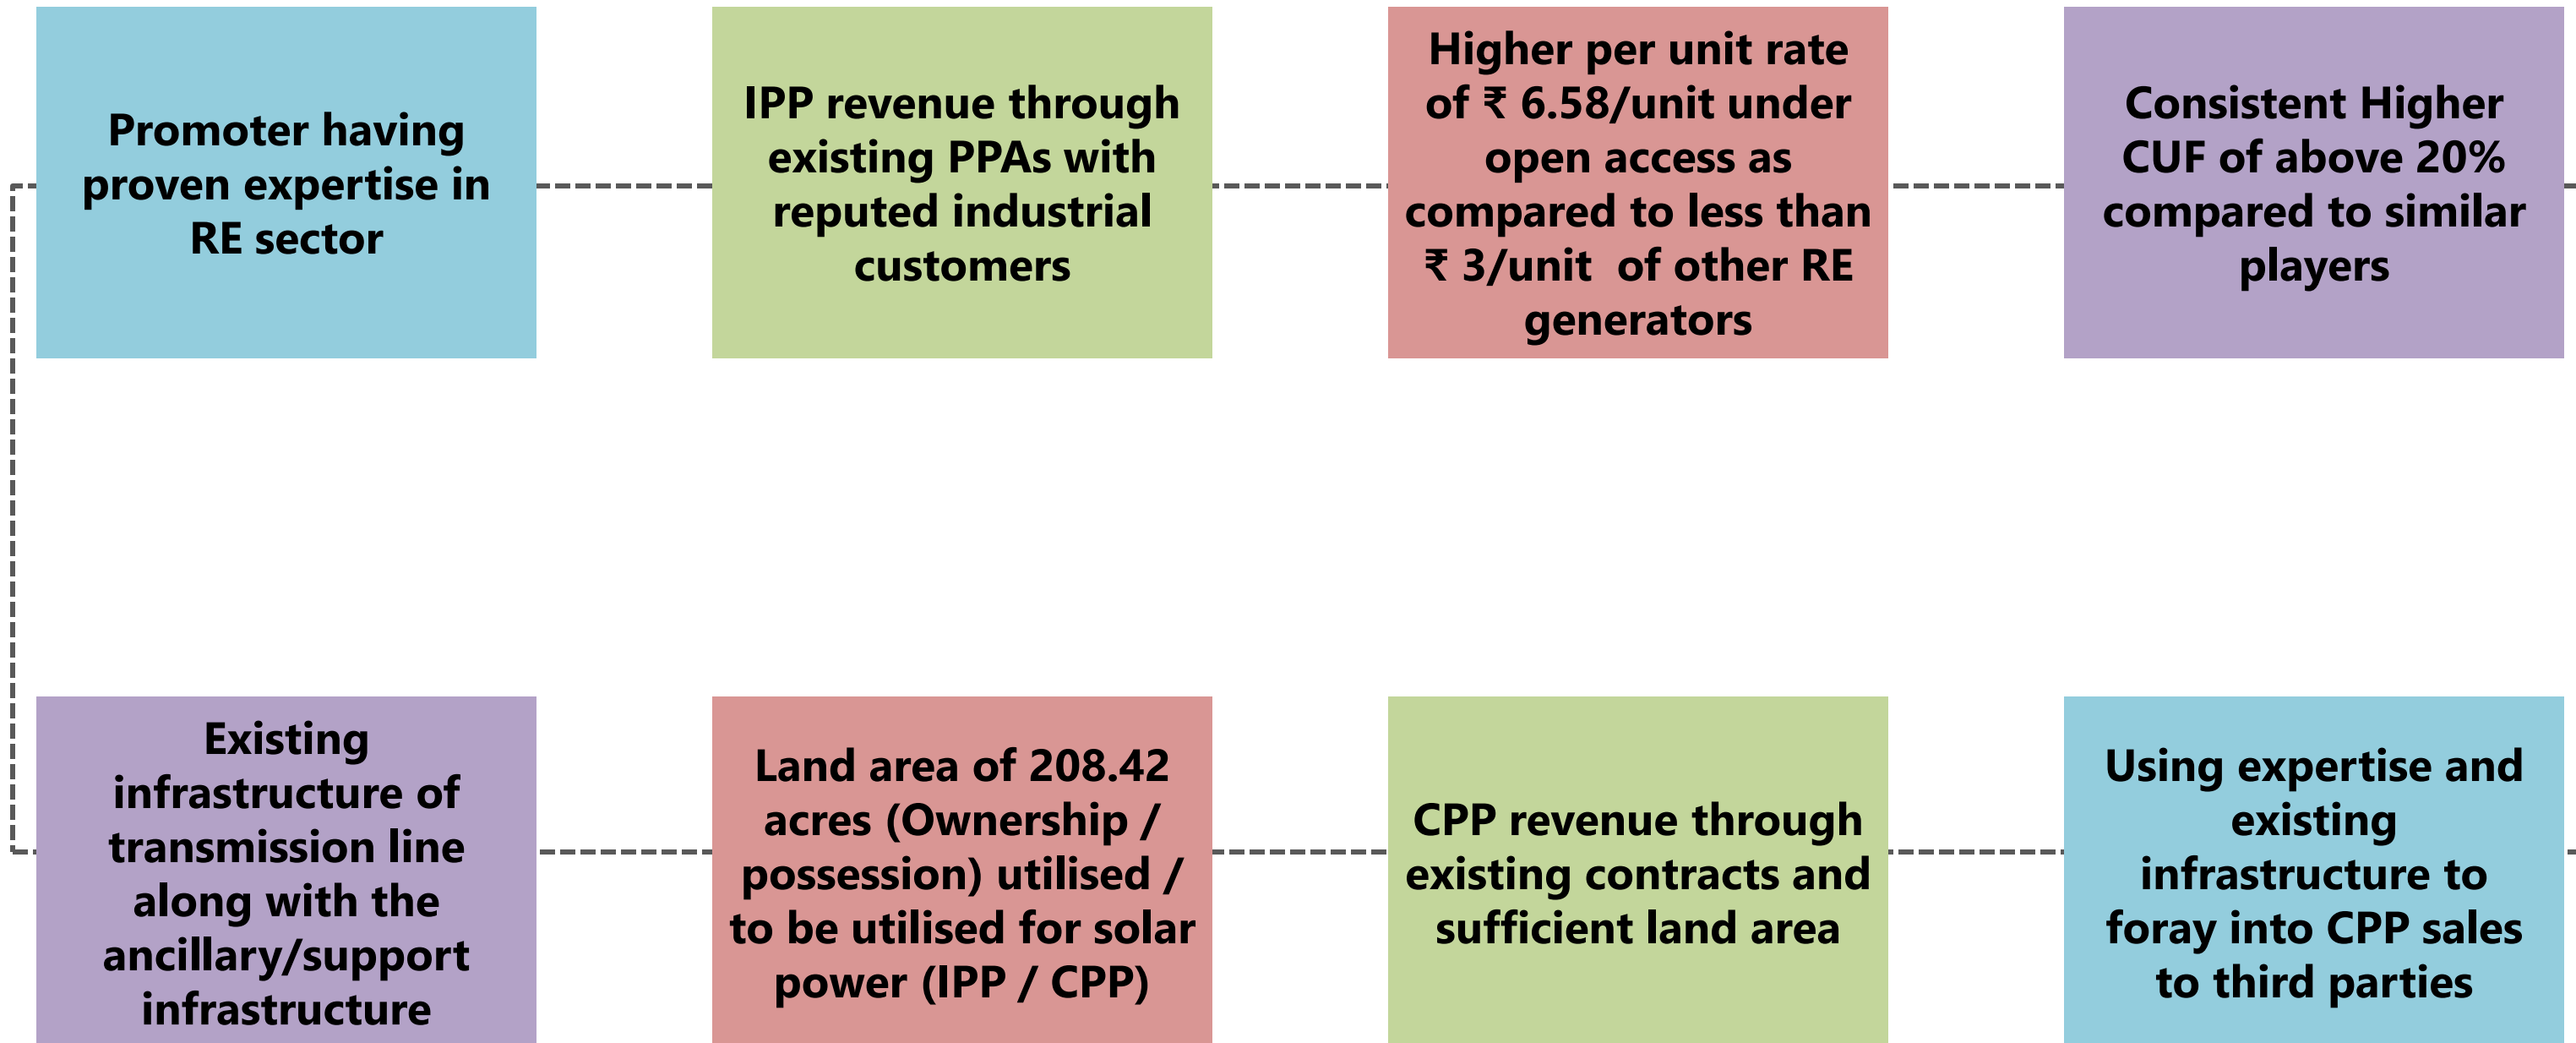 Promoter having
proven expertise in
RE sector
IPP revenue through
existing PPAs with
reputed industrial
customers
Higher per unit rate
of ₹ 6.58/unit under
open access as
compared to less than
₹ 3/unit  of other RE
generators
Consistent Higher
CUF of above 20%
compared to similar
players
Existing
infrastructure of
transmission line
along with the
ancillary/support
infrastructure
Land area of 208.42
acres (Ownership /
possession) utilised /
to be utilised for solar
power (IPP / CPP)
CPP revenue through
existing contracts and
sufficient land area
Using expertise and
existing
infrastructure to
foray into CPP sales
to third parties